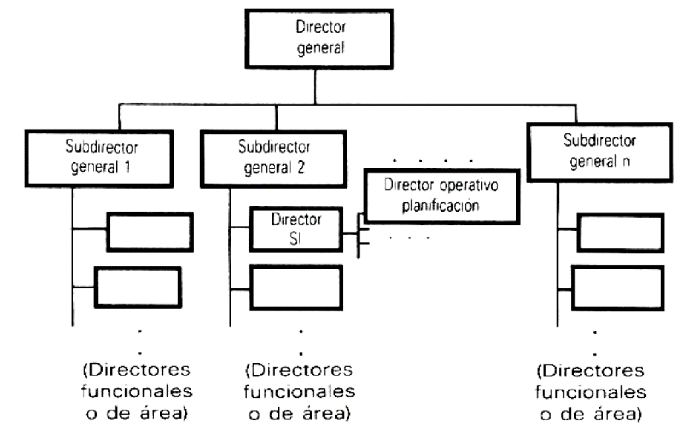 Director
general
Subdirector
general 1
Subdirector
general 2
Subdirector
general n
Director operativo
planificación
Director
SI
(Directores
funcionales
o de área)
(Directores
funcionales
o de área)
(Directores
funcionales
o de área)